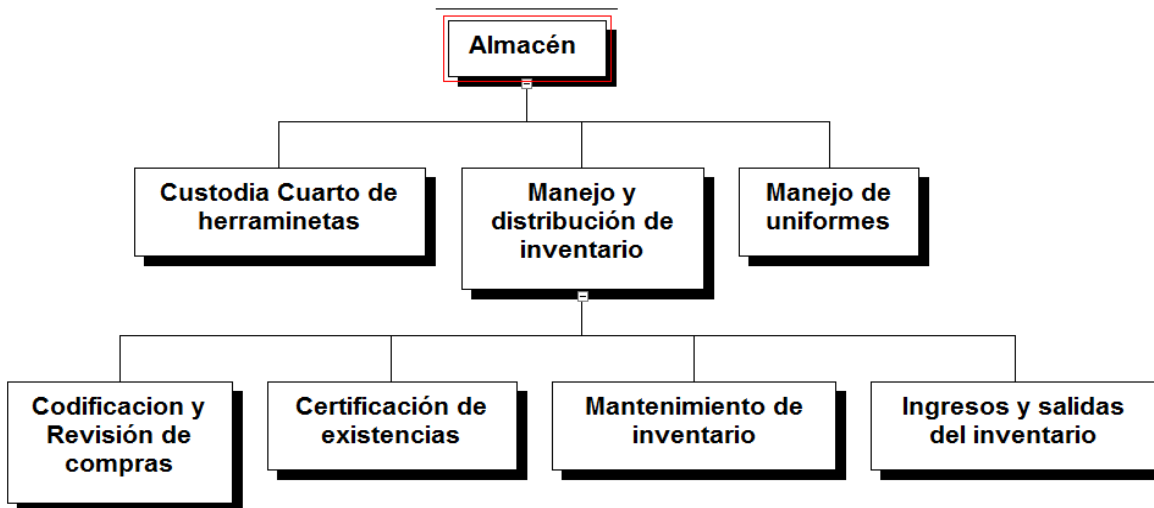 Almacén
Custodia Cuarto de
herraminetas
Manejo y
distribución de
inventario
Manejo de
uniformes
Codificacion y
Revisión de
compras
Certificación de
existencias
Mantenimiento de
inventario
Ingresos y salidas
del inventario